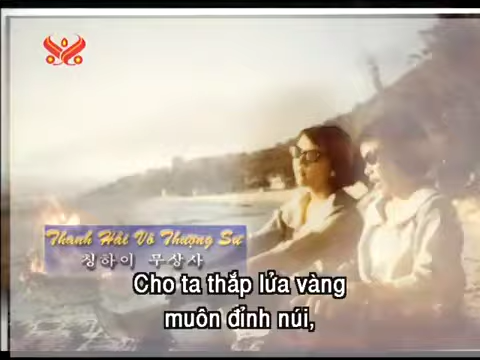 Thanh Hải Vô Thượng Sư
칭하이 무상사
Cho ta thắp lửa vàng
muôn đỉnh núi,